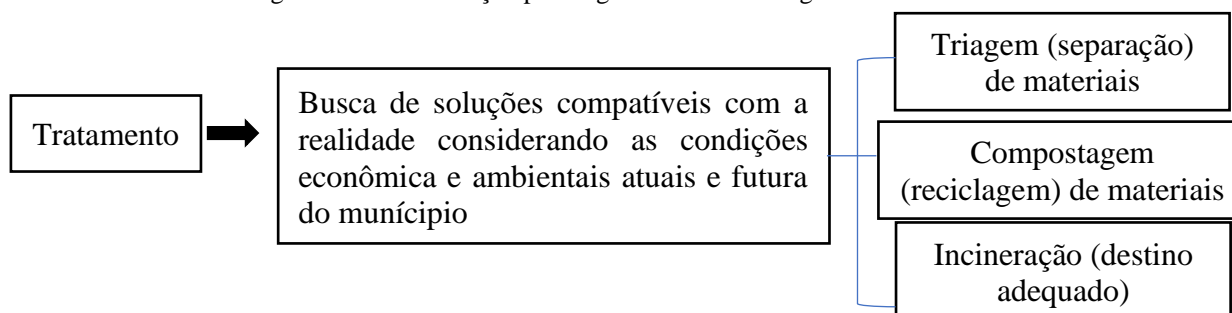 Tratamento
Busca de soluções compatíveis com a
realidade considerando as condições
econômica e ambientais atuais e futura
do munícipio
Triagem (separação)
de materiais
Compostagem
(reciclagem) de materiais
Incineração (destino
adequado)